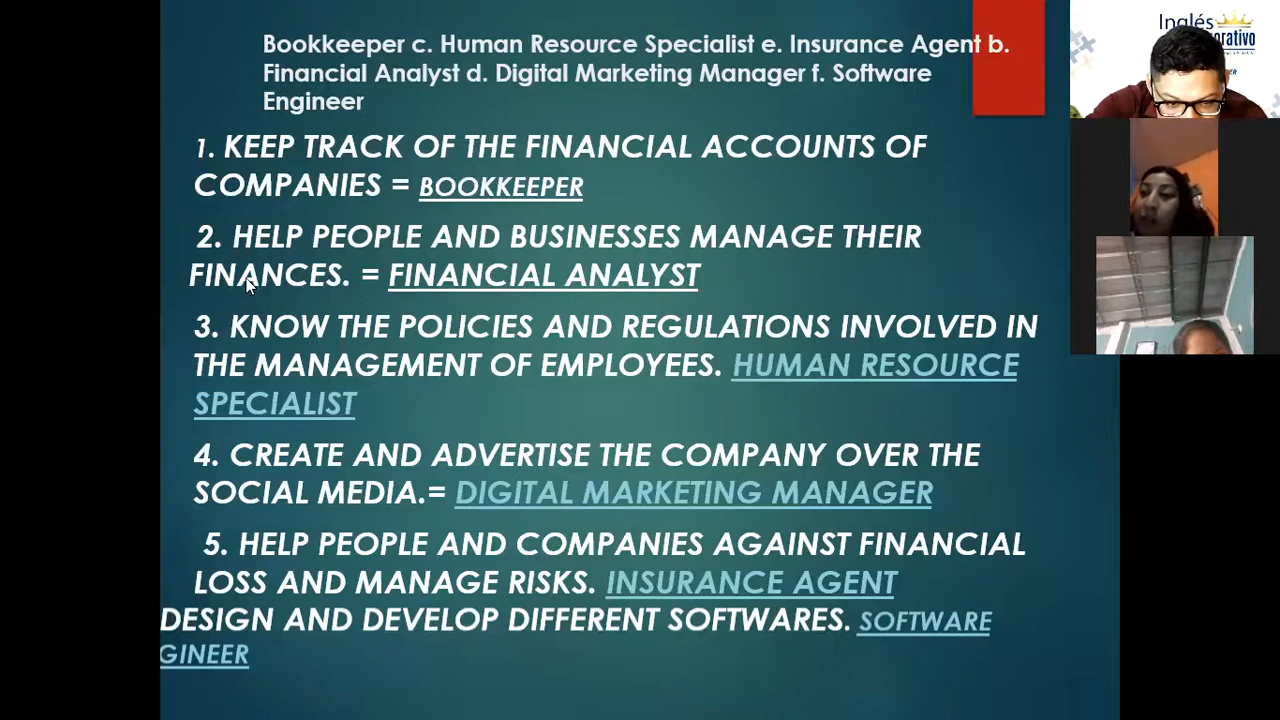 Bookkeeper c. Human Resource Specialist e. Insurance Agent b.
Financial Analyst d. Digital Marketing Manager f. Software
Engineer
1. KEEP TRACK OF THE FINANCIAL ACCOUNTS OF
COMPANIES = BOOKKEEPER
2. HELP PEOPLE AND BUSINESSES MANAGE THEIR
FINANCES. = FINANCIAL ANALYST
3. KNOW THE POLICIES AND REGULATIONS INVOLVED IN
THE MANAGEMENT OF EMPLOYEES. HUMAN RESOURCE
SPECIALIST
4. CREATE AND ADVERTISE THE COMPANY OVER THE
SOCIAL MEDIA.= DIGITAL MARKETING MANAGER
5. HELP PEOPLE AND COMPANIES AGAINST FINANCIAL
LOSS AND MANAGE RISKS. INSURANCE AGENT
DESIGN AND DEVELOP DIFFERENT SOFTWARES. SOFTWARE
GINEER
Inglés